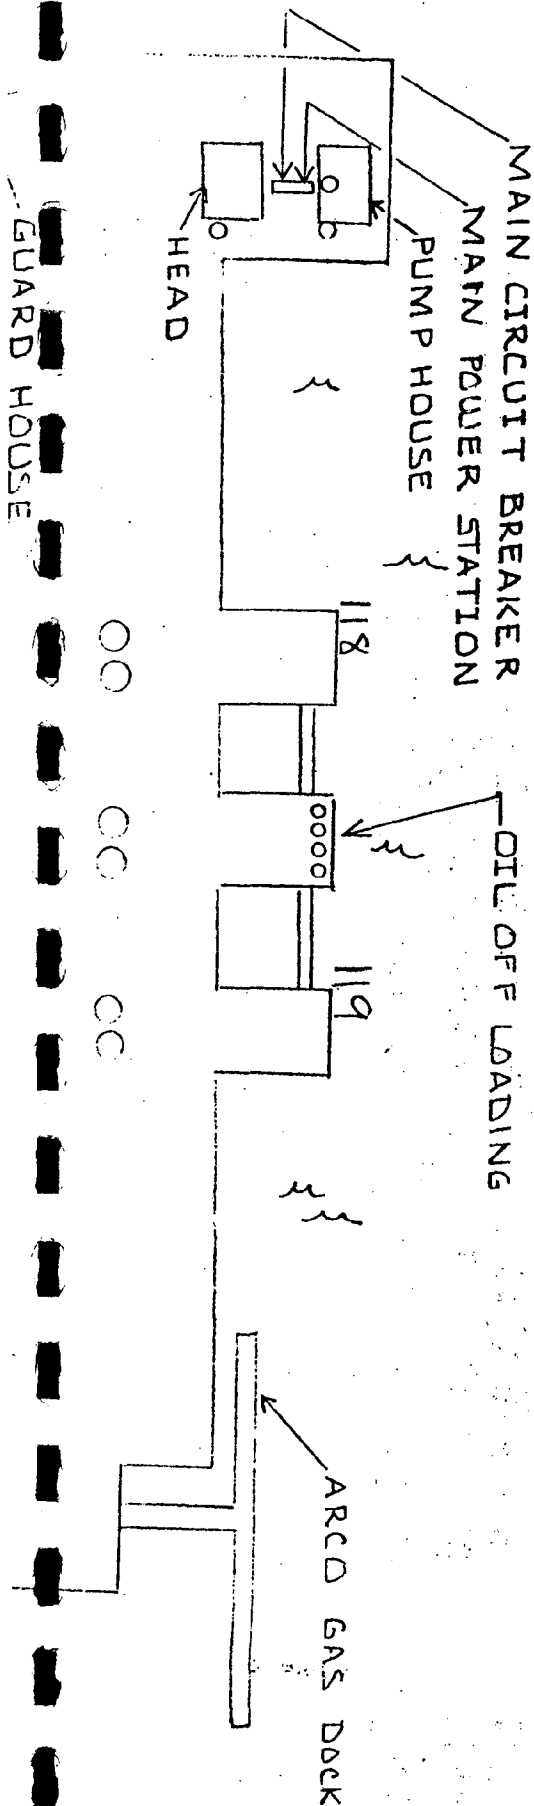 MAIN CIRCUIT BREAKER
MAIN POWER STATION
PUMP HOUSE
HEAD
GUARD HOUSE
118
119
OIL OFF LOADING
ARCO GAS DOCK